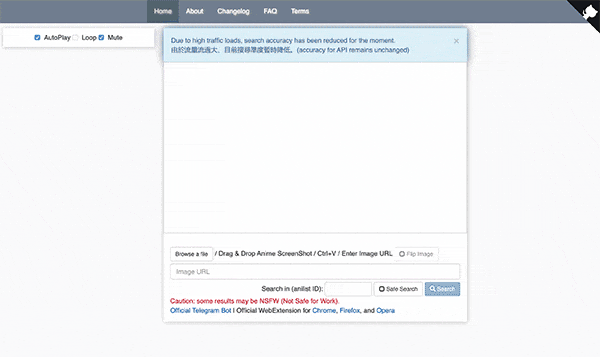 Home About Changelog FAQ Terms
AutoPlay Loop Mute
Due to high traffic loads, search accuracy has been reduced for the moment.
由於流量流過大、目前搜尋準度暫時降低。(accuracy for API remains unchanged)
×
Browse a file / Drag & Drop Anime ScreenShot / Ctrl+V / Enter Image URL Flip Image
Image URL
Search in (anilist ID): Safe Search Search
Caution: some results may be NSFW (Not Safe for Work).
Official Telegram Bot | Official WebExtension for Chrome, Firefox, and Opera